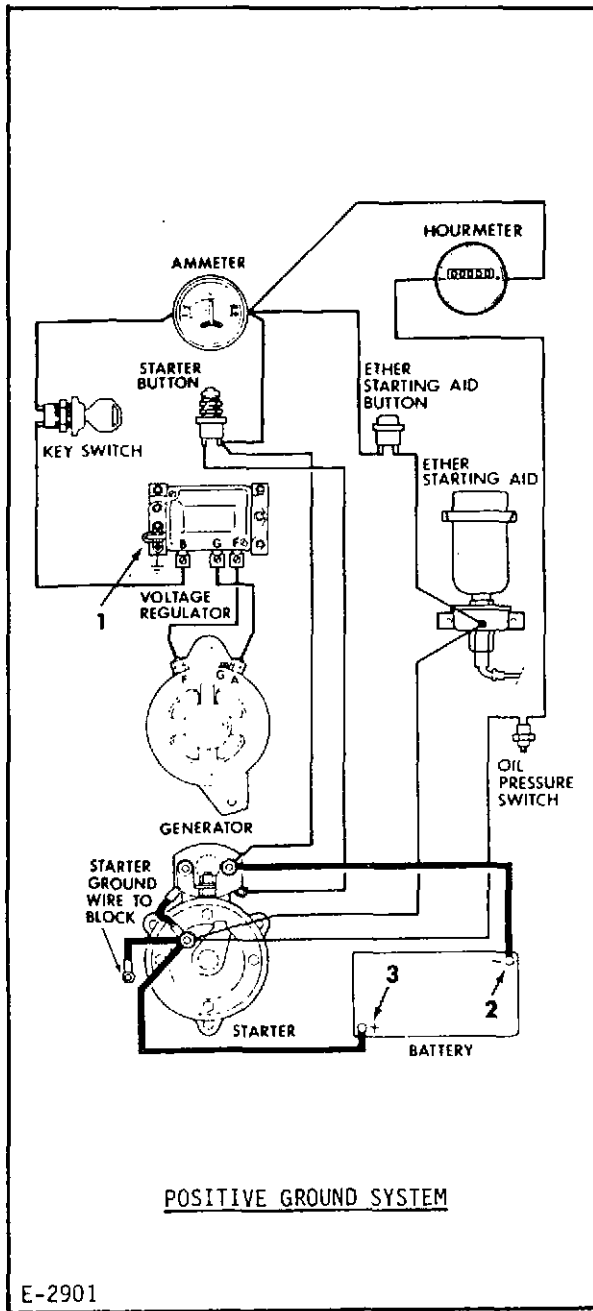 HOURMETER
00000
AMMETER
STARTER
BUTTON
ETHER
STARTING AID
BUTTON
KEY SWITCH
ETHER
STARTING AID
B G F
1
VOLTAGE
REGULATOR
F G A
OIL
PRESSURE
SWITCH
GENERATOR
STARTER
GROUND
WIRE TO
BLOCK
-
3
2
+
STARTER
BATTERY
POSITIVE GROUND SYSTEM
E-2901